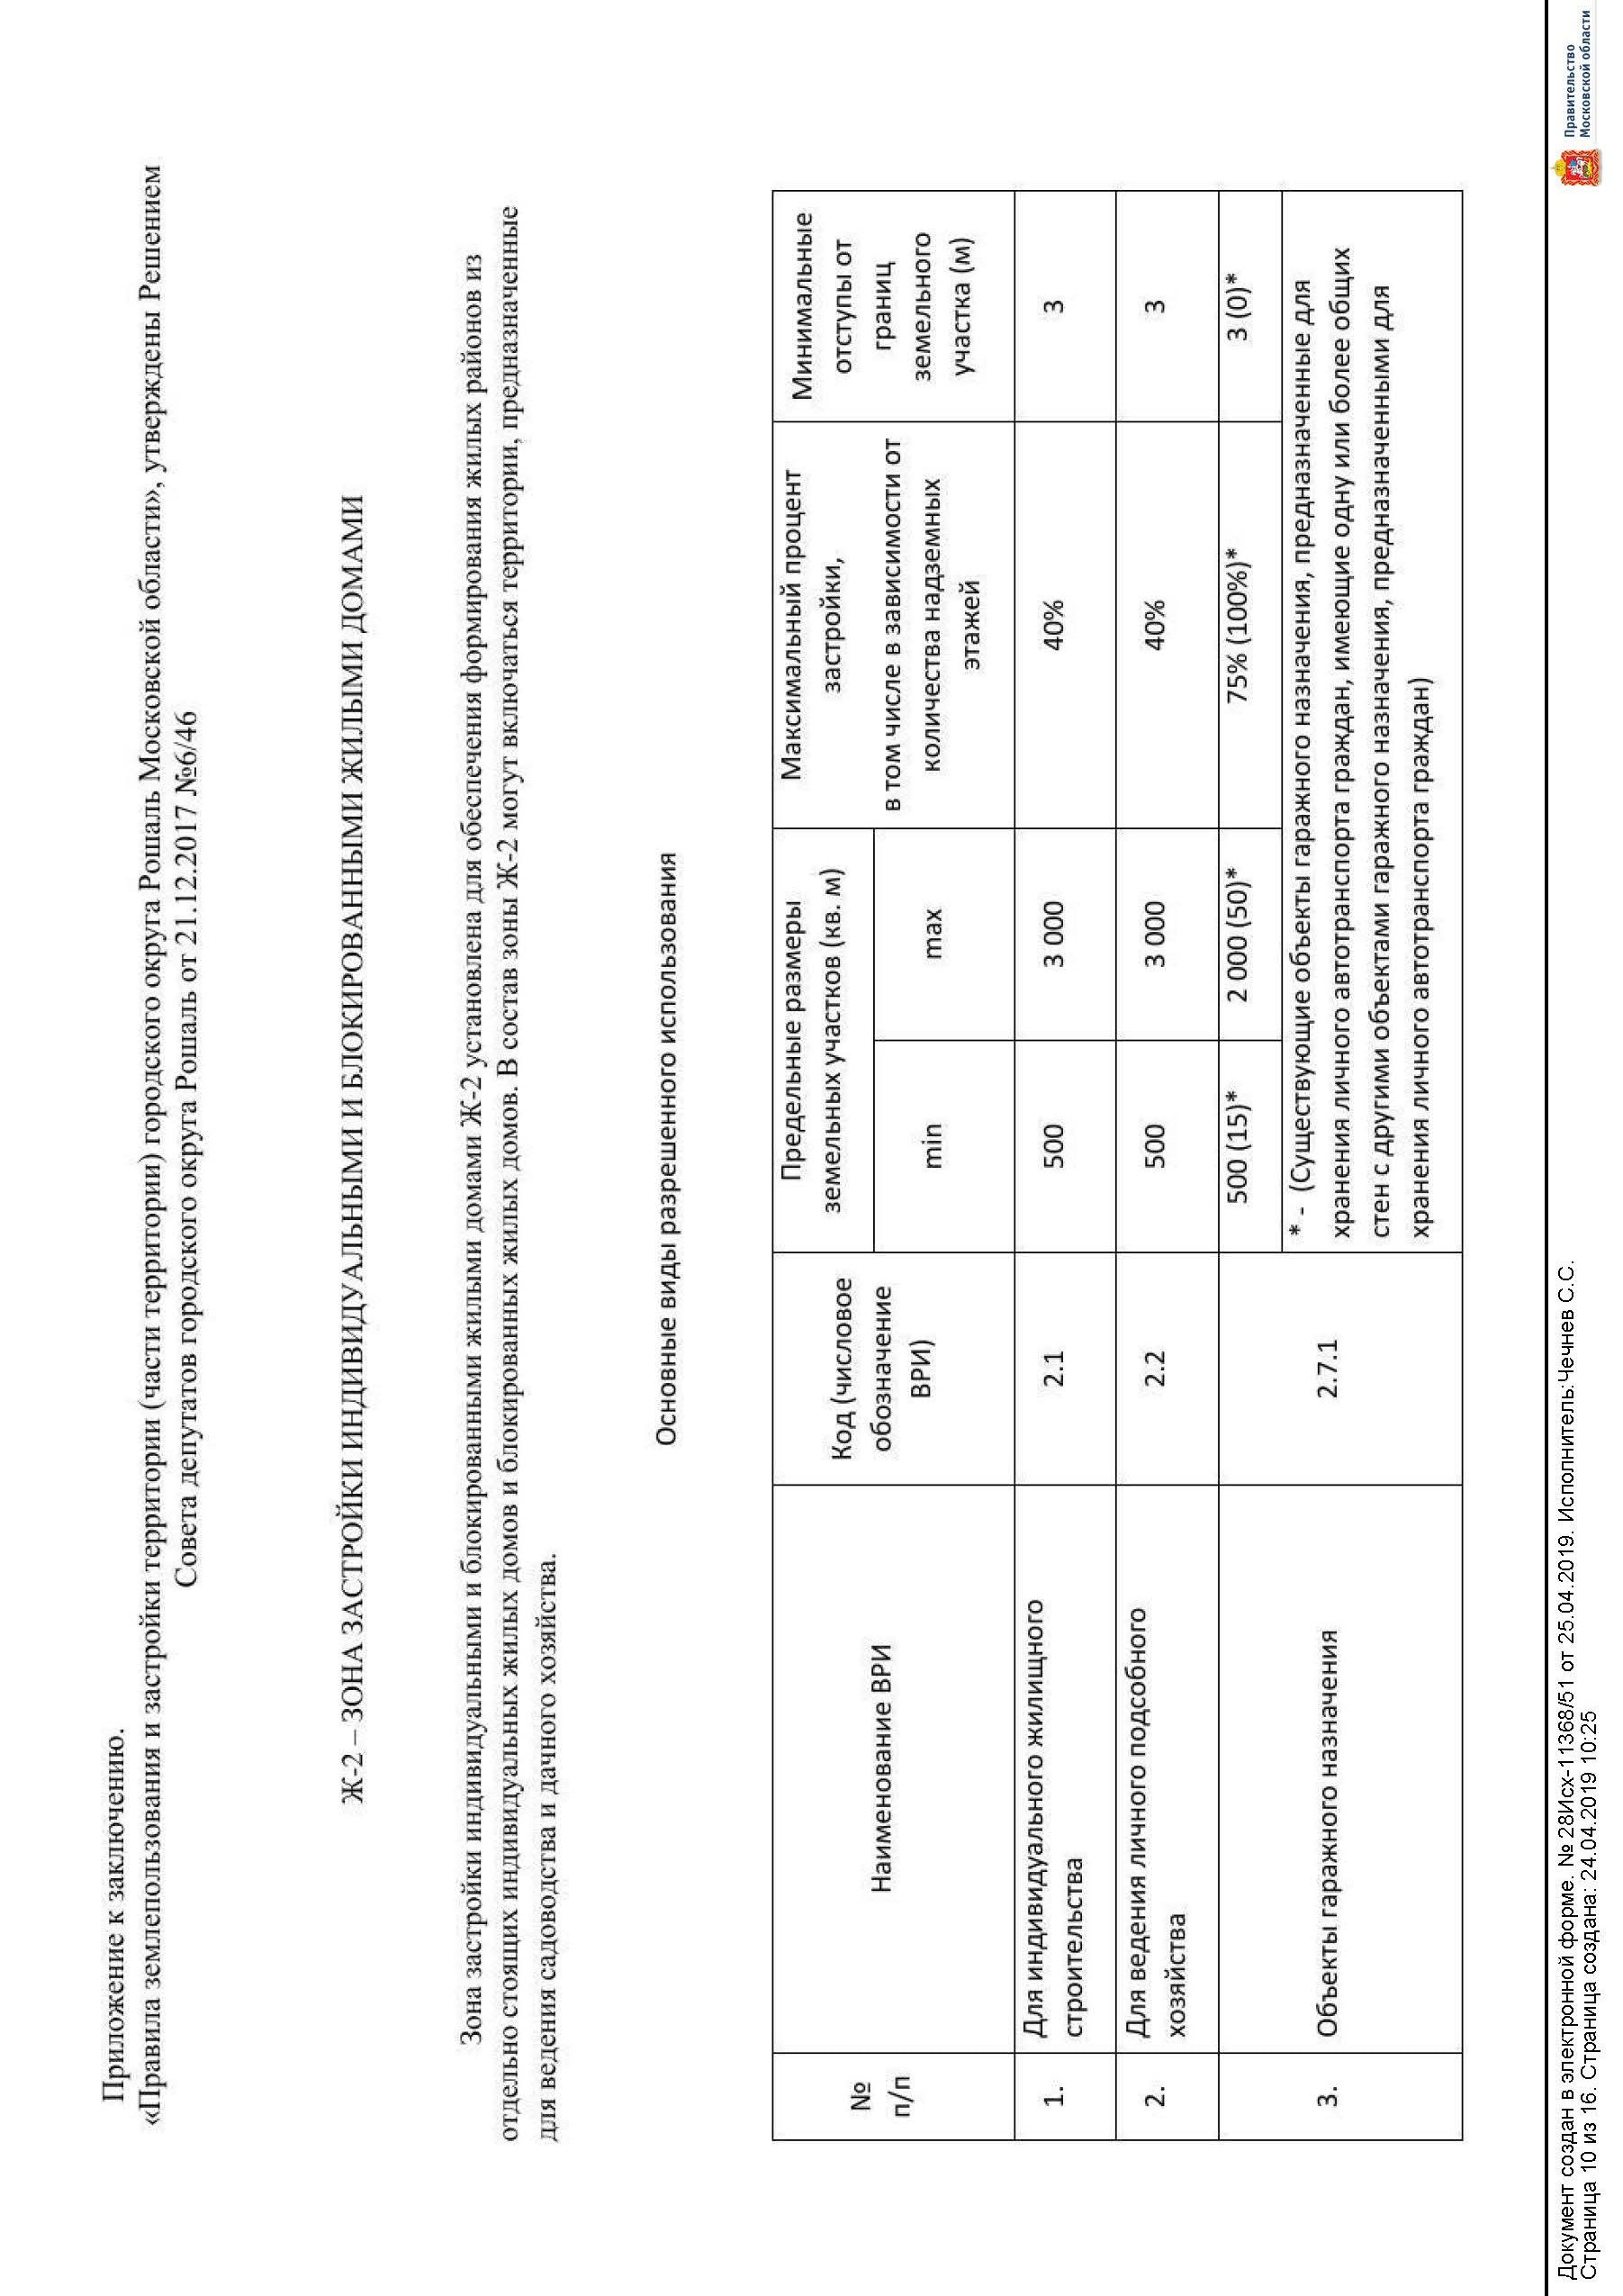 Приложение к заключению.
«Правила землепользования и застройки территории (части территории) городского округа Рошаль Московской области», утверждены Решением
Совета депутатов городского округа Рошаль от 21.12.2017 №6/46
Ж-2 – ЗОНА ЗАСТРОЙКИ ИНДИВИДУАЛЬНЫМИ И БЛОКИРОВАННЫМИ ЖИЛЫМИ ДОМАМИ
Зона застройки индивидуальными и блокированными жилыми домами Ж-2 установлена для обеспечения формирования жилых районов из
отдельно стоящих индивидуальных жилых домов и блокированных жилых домов. В состав зоны Ж-2 могут включаться территории, предназначенные
для ведения садоводства и дачного хозяйства.
Основные виды разрешенного использования
№
п/п
Наименование ВРИ
Код (числовое
обозначение
ВРИ)
Предельные размеры
земельных участков (кв. м)
min
max
Максимальный процент
застройки,
в том числе в зависимости от
количества надземных
этажей
Минимальные
отступы от
границ
земельного
участка (м)
1.
Для индивидуального жилищного
строительства
2.1
500
3 000
40%
3
2.
Для ведения личного подсобного
хозяйства
2.2
500
3 000
40%
3
3.
Объекты гаражного назначения
2.7.1
500 (15)*
2 000 (50)*
75% (100%)*
3 (0)*
* - (Существующие объекты гаражного назначения, предназначенные для
хранения личного автотранспорта граждан, имеющие одну или более общих
стен с другими объектами гаражного назначения, предназначенными для
хранения личного автотранспорта граждан)
Документ создан в электронной форме. № 28Исх-11368/51 от 25.04.2019. Исполнитель:Чечнев С.С.
Страница 10 из 16. Страница создана: 24.04.2019 10:25
Правительство
Московской области